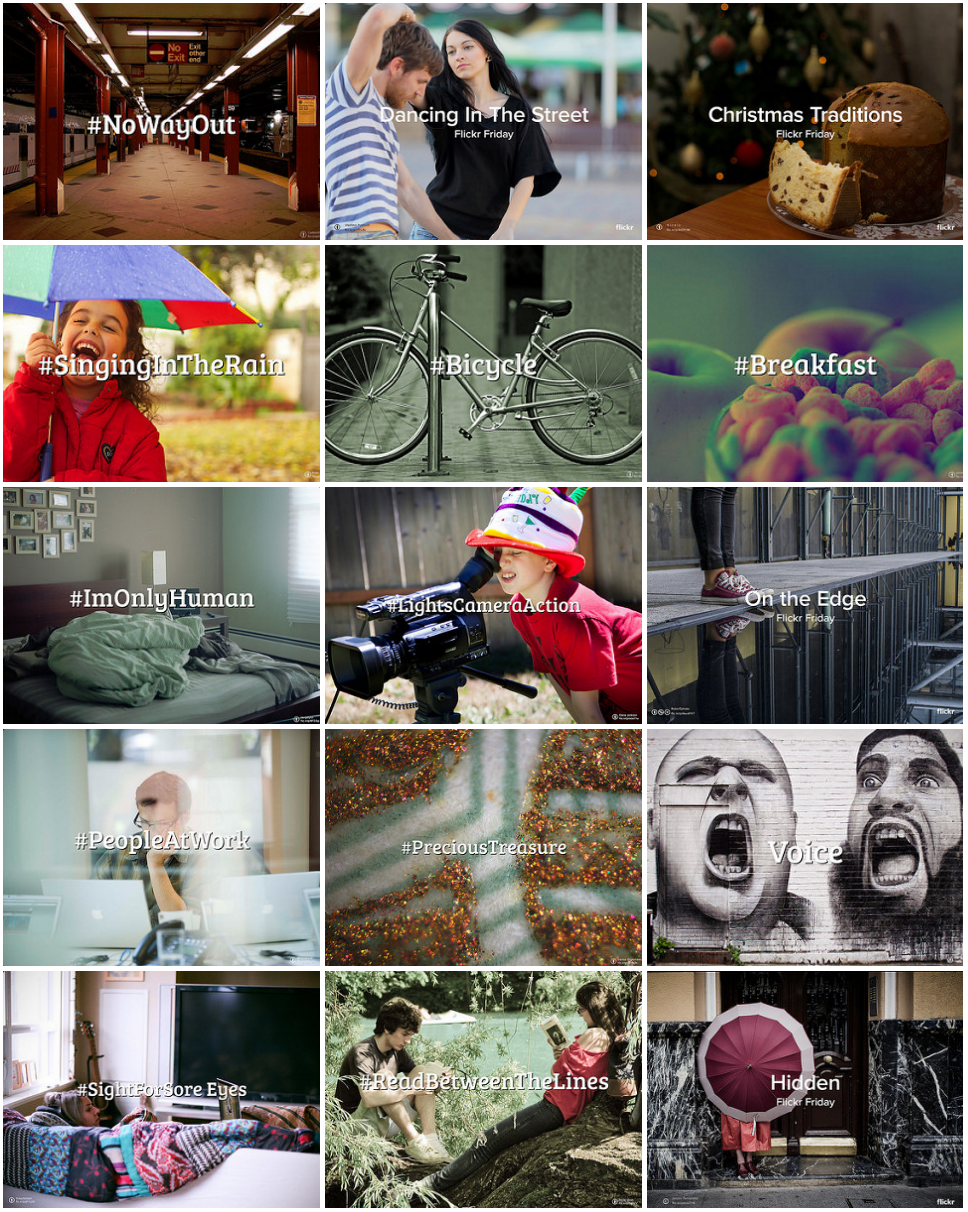 No Exit
Exit other end
#NoWayOut
Dancing In The Street
Flickr Friday
flickr
Christmas Traditions
Flickr Friday
flickr
#SingingInTheRain
#Bicycle
#Breakfast
#ImOnlyHuman
#LightsCameraAction
On the Edge
Flickr Friday
flickr
#PeopleAtWork
#PreciousTreasure
Voice
#SightForSore Eyes
#ReadBetweenTheLines
Hidden
Flickr Friday
flickr